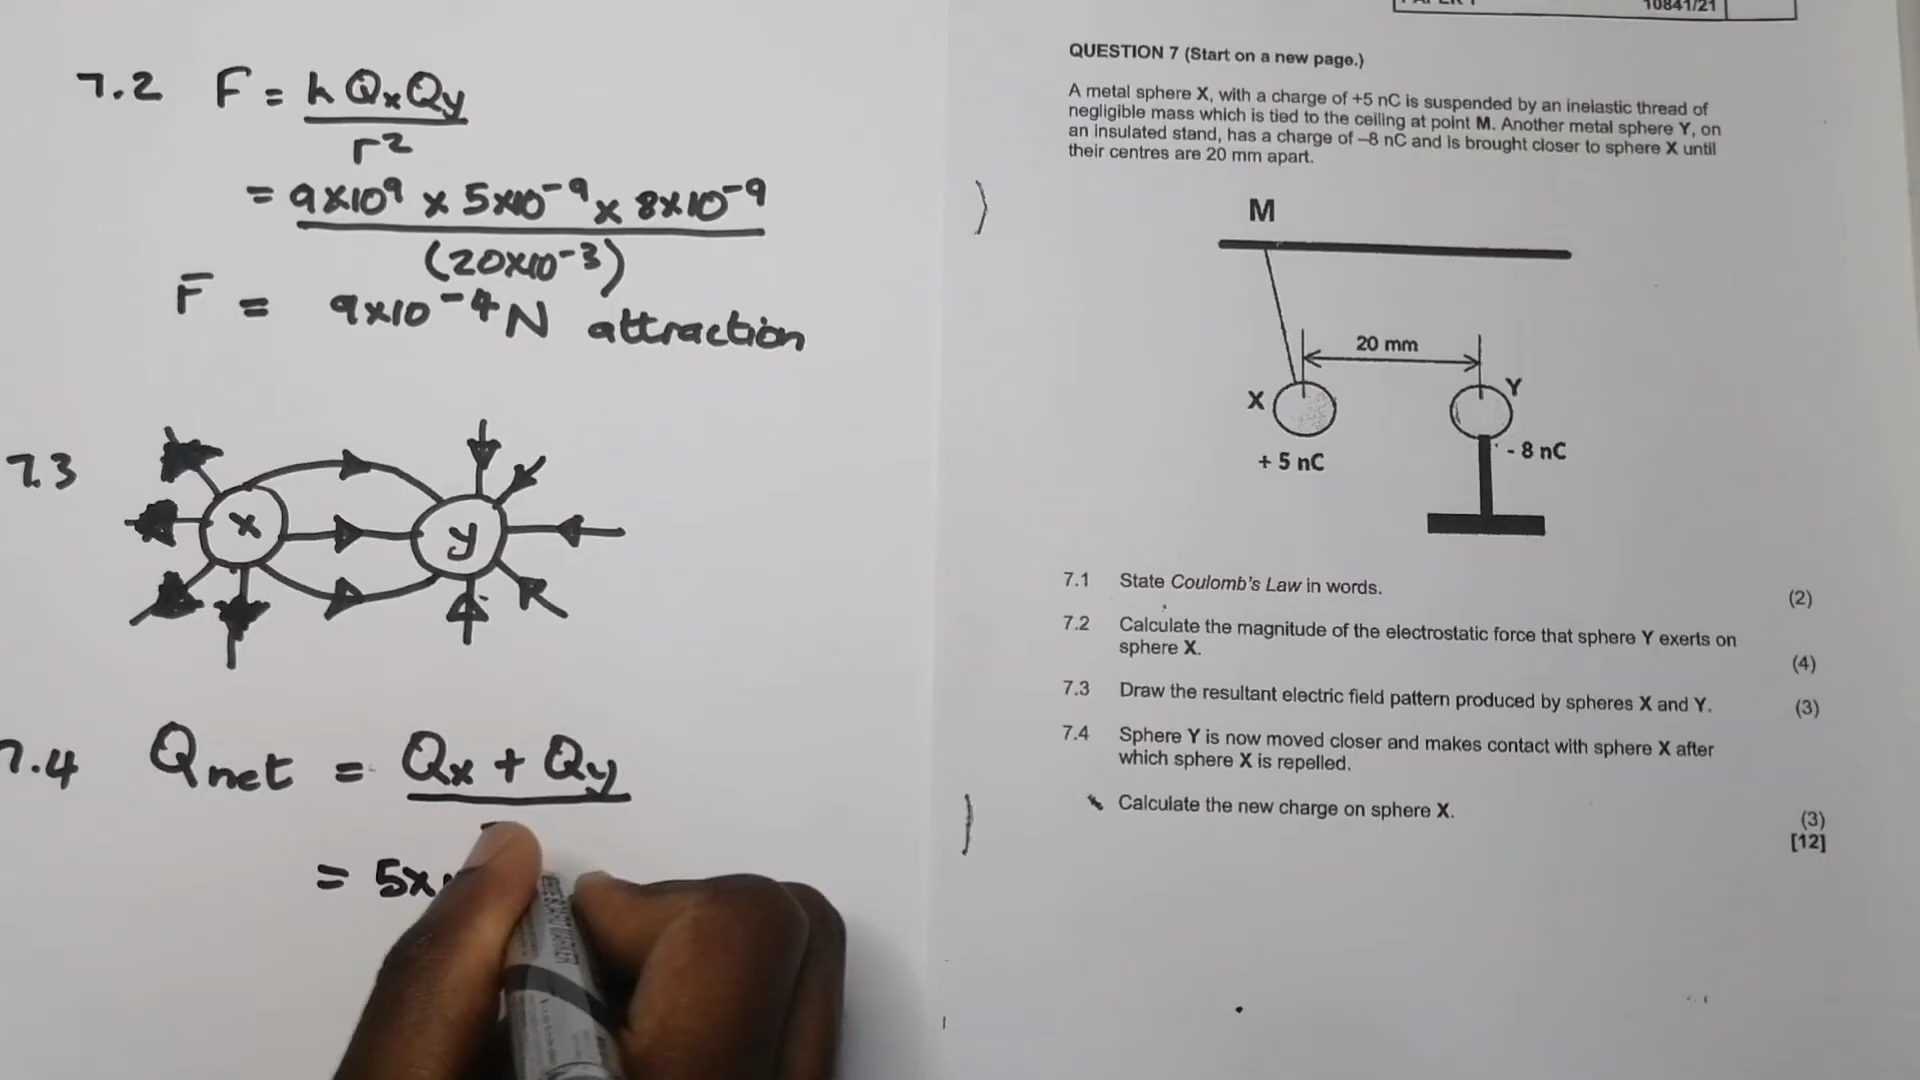 7.2 F = k QxQy
r2
= 9x10⁹ x 5x10⁻⁹ x 8x10⁻⁹
(20x10⁻³)
F = 9x10⁻⁴ N attraction
7.3
x
y
7.4 Qnet = Qx + Qy
= 5x
10841/21
QUESTION 7 (Start on a new page.)
A metal sphere X, with a charge of +5 nC is suspended by an inelastic thread of
negligible mass which is tied to the ceiling at point M. Another metal sphere Y, on
an insulated stand, has a charge of –8 nC and is brought closer to sphere X until
their centres are 20 mm apart.
M
20 mm
X
Y
+ 5 nC
- 8 nC
7.1 State Coulomb's Law in words. (2)
7.2 Calculate the magnitude of the electrostatic force that sphere Y exerts on
sphere X. (4)
7.3 Draw the resultant electric field pattern produced by spheres X and Y. (3)
7.4 Sphere Y is now moved closer and makes contact with sphere X after
which sphere X is repelled.
Calculate the new charge on sphere X. (3)
[12]